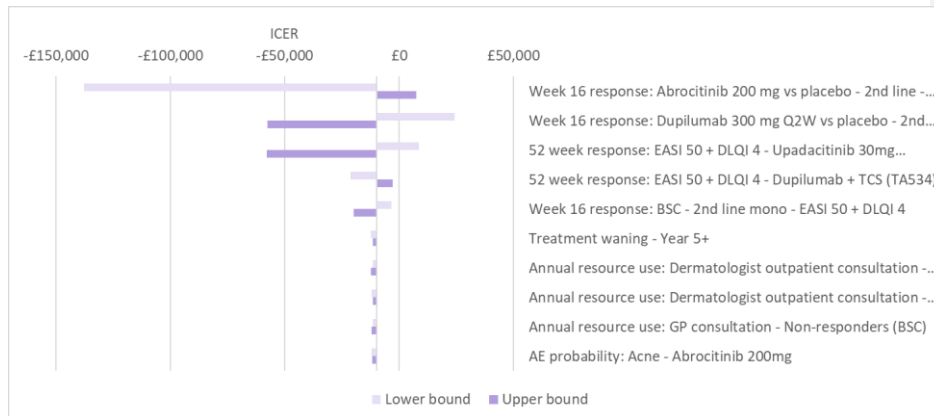 ICER
-£150,000 -£100,000 -£50,000 £0 £50,000
Week 16 response: Abrocitinib 200 mg vs placebo - 2nd line -...
Week 16 response: Dupilumab 300 mg Q2W vs placebo - 2nd...
52 week response: EASI 50 + DLQI 4 - Upadacitinib 30mg...
52 week response: EASI 50 + DLQI 4 - Dupilumab + TCS (TA534)
Week 16 response: BSC - 2nd line mono - EASI 50 + DLQI 4
Treatment waning - Year 5+
Annual resource use: Dermatologist outpatient consultation -...
Annual resource use: Dermatologist outpatient consultation -...
Annual resource use: GP consultation - Non-responders (BSC)
AE probability: Acne - Abrocitinib 200mg
Lower bound Upper bound